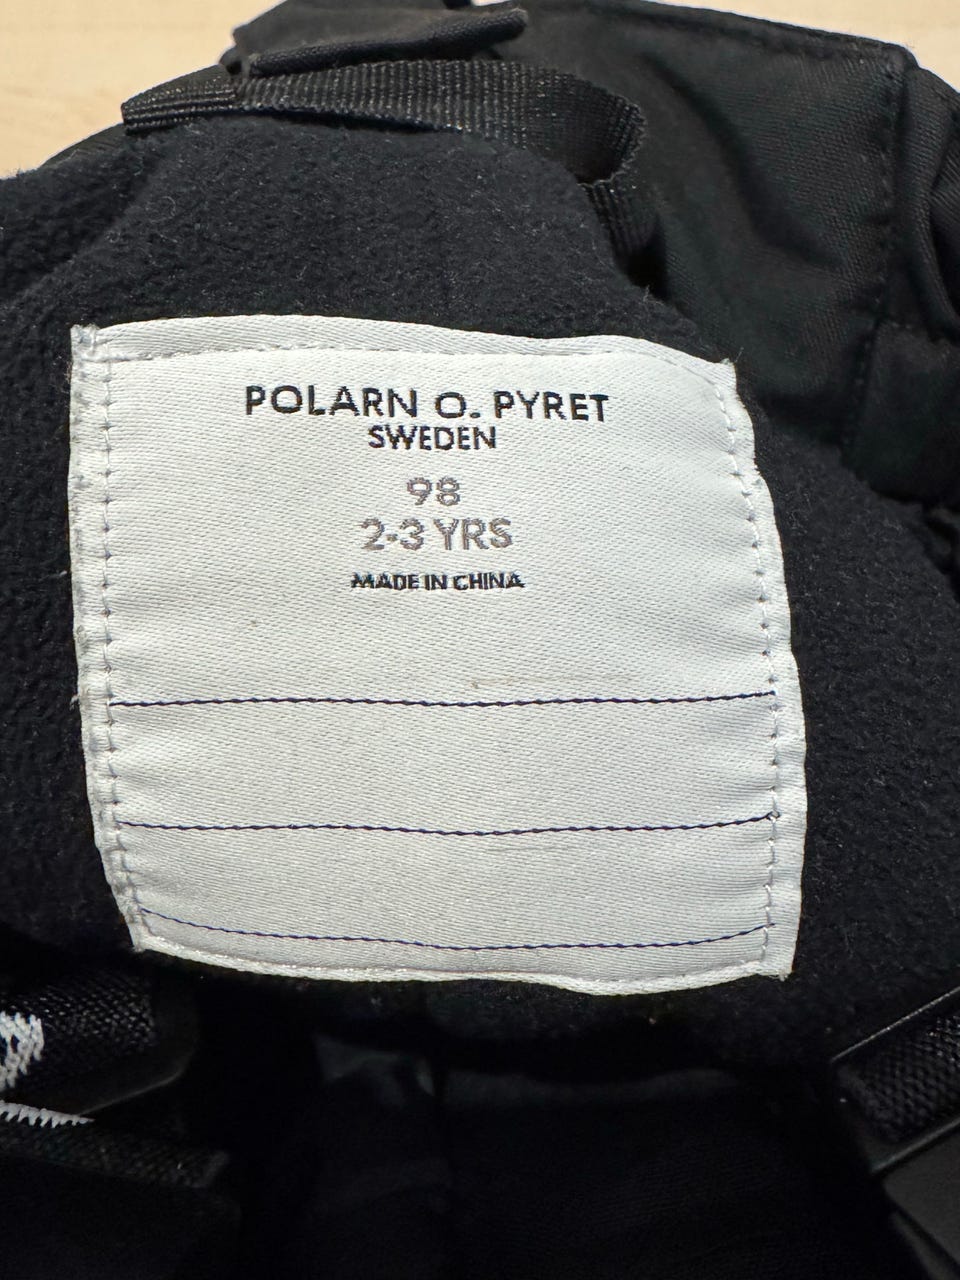 POLARN O. PYRET
SWEDEN
98
2-3 YRS
MADE IN CHINA